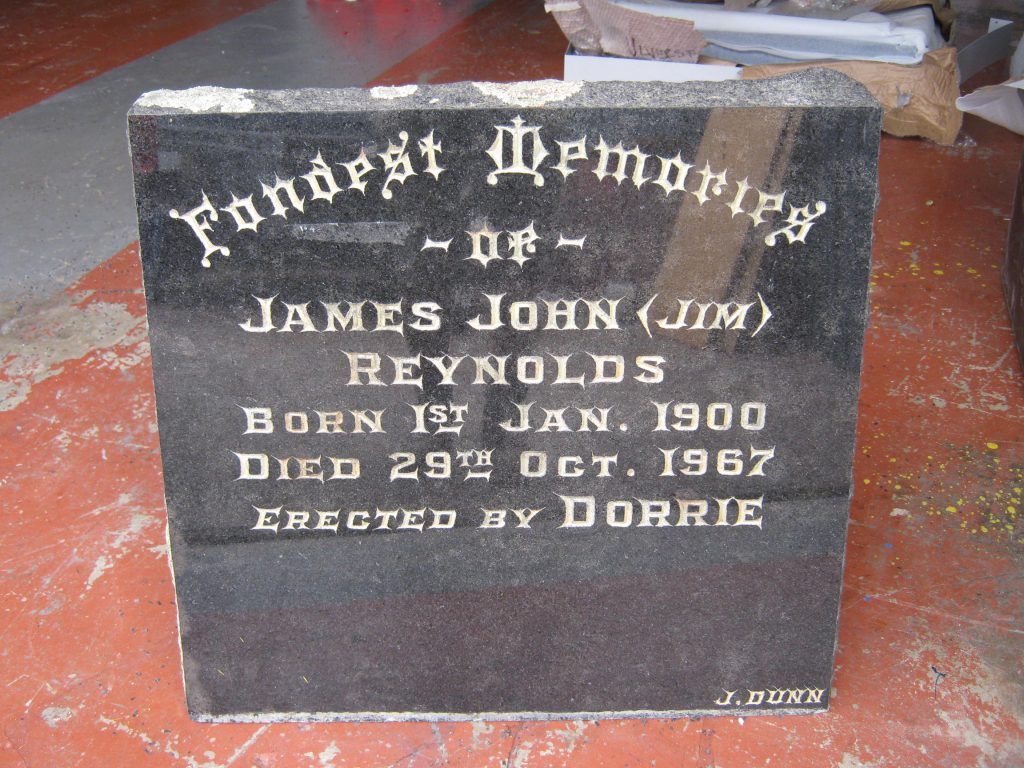 Fondest Memories
- OF -
JAMES JOHN (JIM)
REYNOLDS
BORN 1ST JAN. 1900
DIED 29TH OCT. 1967
ERECTED BY DORRIE
J. DUNN